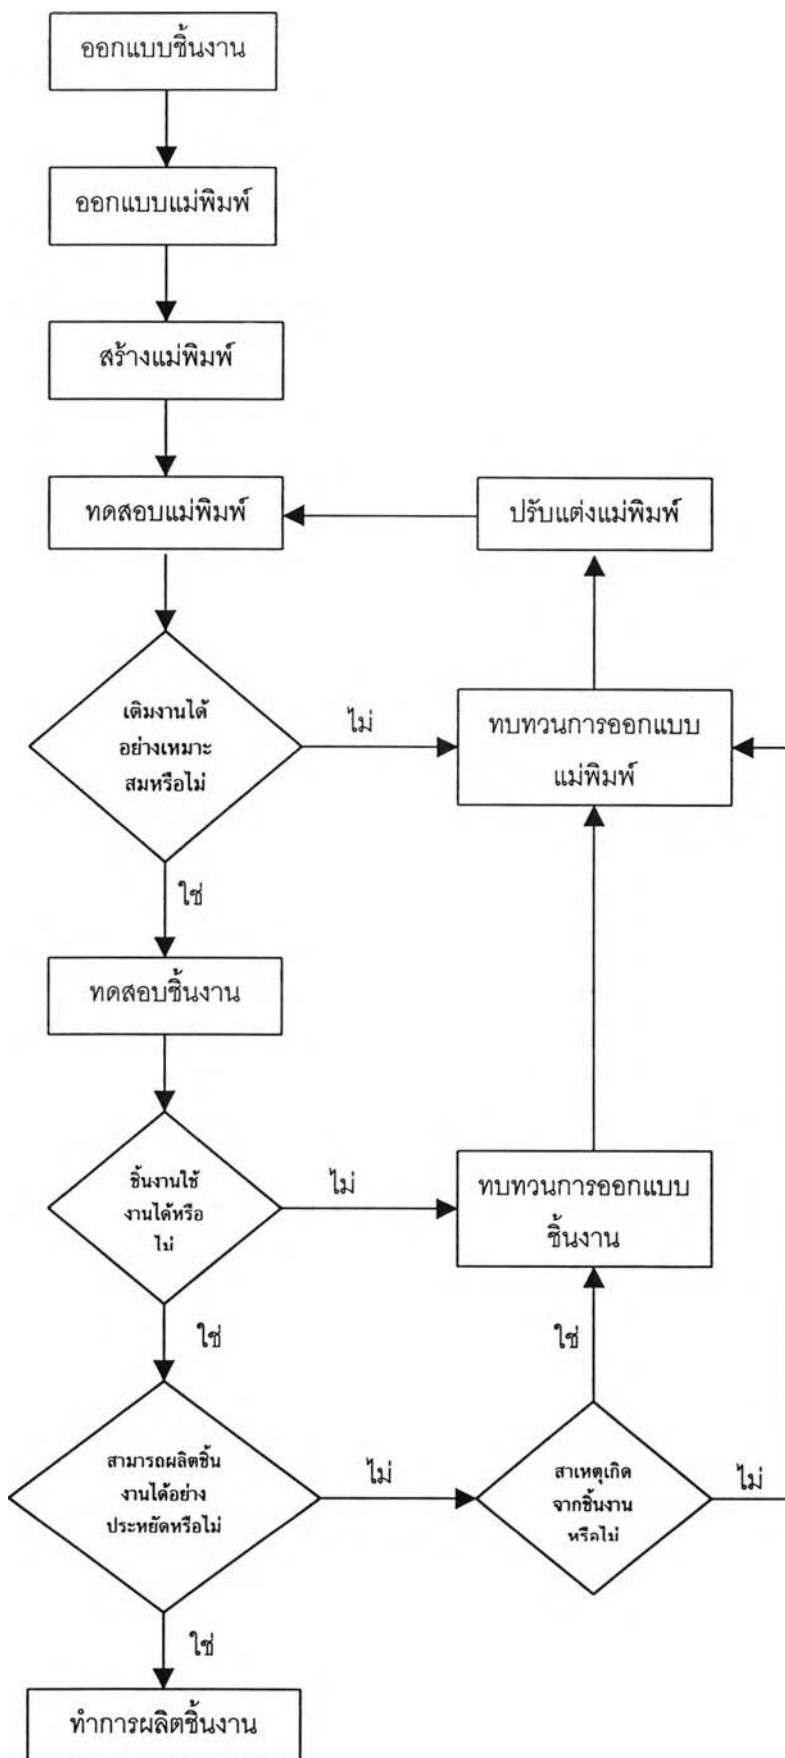 ออกแบบชิ้นงาน
ออกแบบแม่พิมพ์
สร้างแม่พิมพ์
ทดสอบแม่พิมพ์
ปรับแต่งแม่พิมพ์
เติมงานได้
อย่างเหมาะ
สมหรือไม่
ไม่
ทบทวนการออกแบบ
แม่พิมพ์
ใช่
ทดสอบชิ้นงาน
ชิ้นงานใช้
งานได้หรือ
ไม่
ไม่
ทบทวนการออกแบบ
ชิ้นงาน
ใช่
ใช่
สามารถผลิตชิ้น
งานได้อย่าง
ประหยัดหรือไม่
ไม่
สาเหตุเกิด
จากชิ้นงาน
หรือไม่
ไม่
ใช่
ทำการผลิตชิ้นงาน